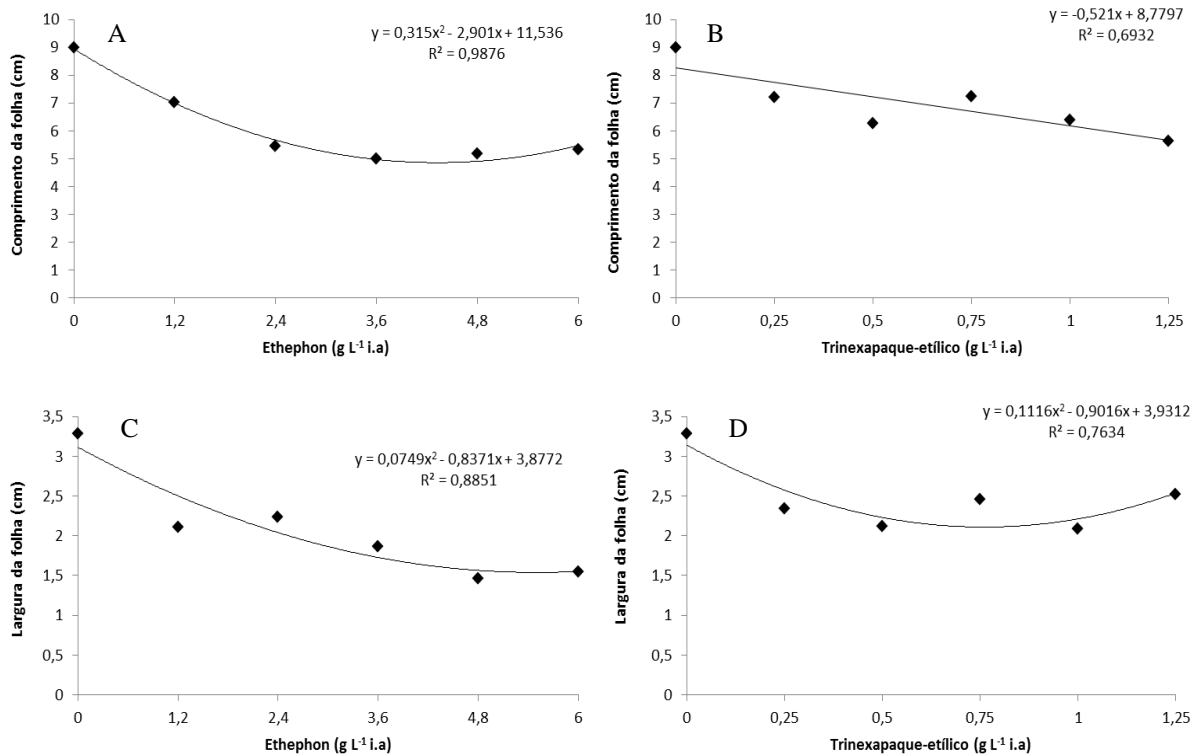 A
y = 0,315x² - 2,901x + 11,536
R² = 0,9876
Comprimento da folha (cm)
10
9
8
7
6
5
4
3
2
1
0
0 1,2 2,4 3,6 4,8 6
Ethephon (g L⁻¹ i.a)
B
y = -0,521x + 8,7797
R² = 0,6932
Comprimento da folha (cm)
10
9
8
7
6
5
4
3
2
1
0
0 0,25 0,5 0,75 1 1,25
Trinexapaque-etílico (g L⁻¹ i.a)
C
y = 0,0749x² - 0,8371x + 3,8772
R² = 0,8851
Largura da folha (cm)
3,5
3
2,5
2
1,5
1
0,5
0
0 1,2 2,4 3,6 4,8 6
Ethephon (g L⁻¹ i.a)
D
y = 0,1116x² - 0,9016x + 3,9312
R² = 0,7634
Largura da folha (cm)
3,5
3
2,5
2
1,5
1
0,5
0
0 0,25 0,5 0,75 1 1,25
Trinexapaque-etílico (g L⁻¹ i.a)